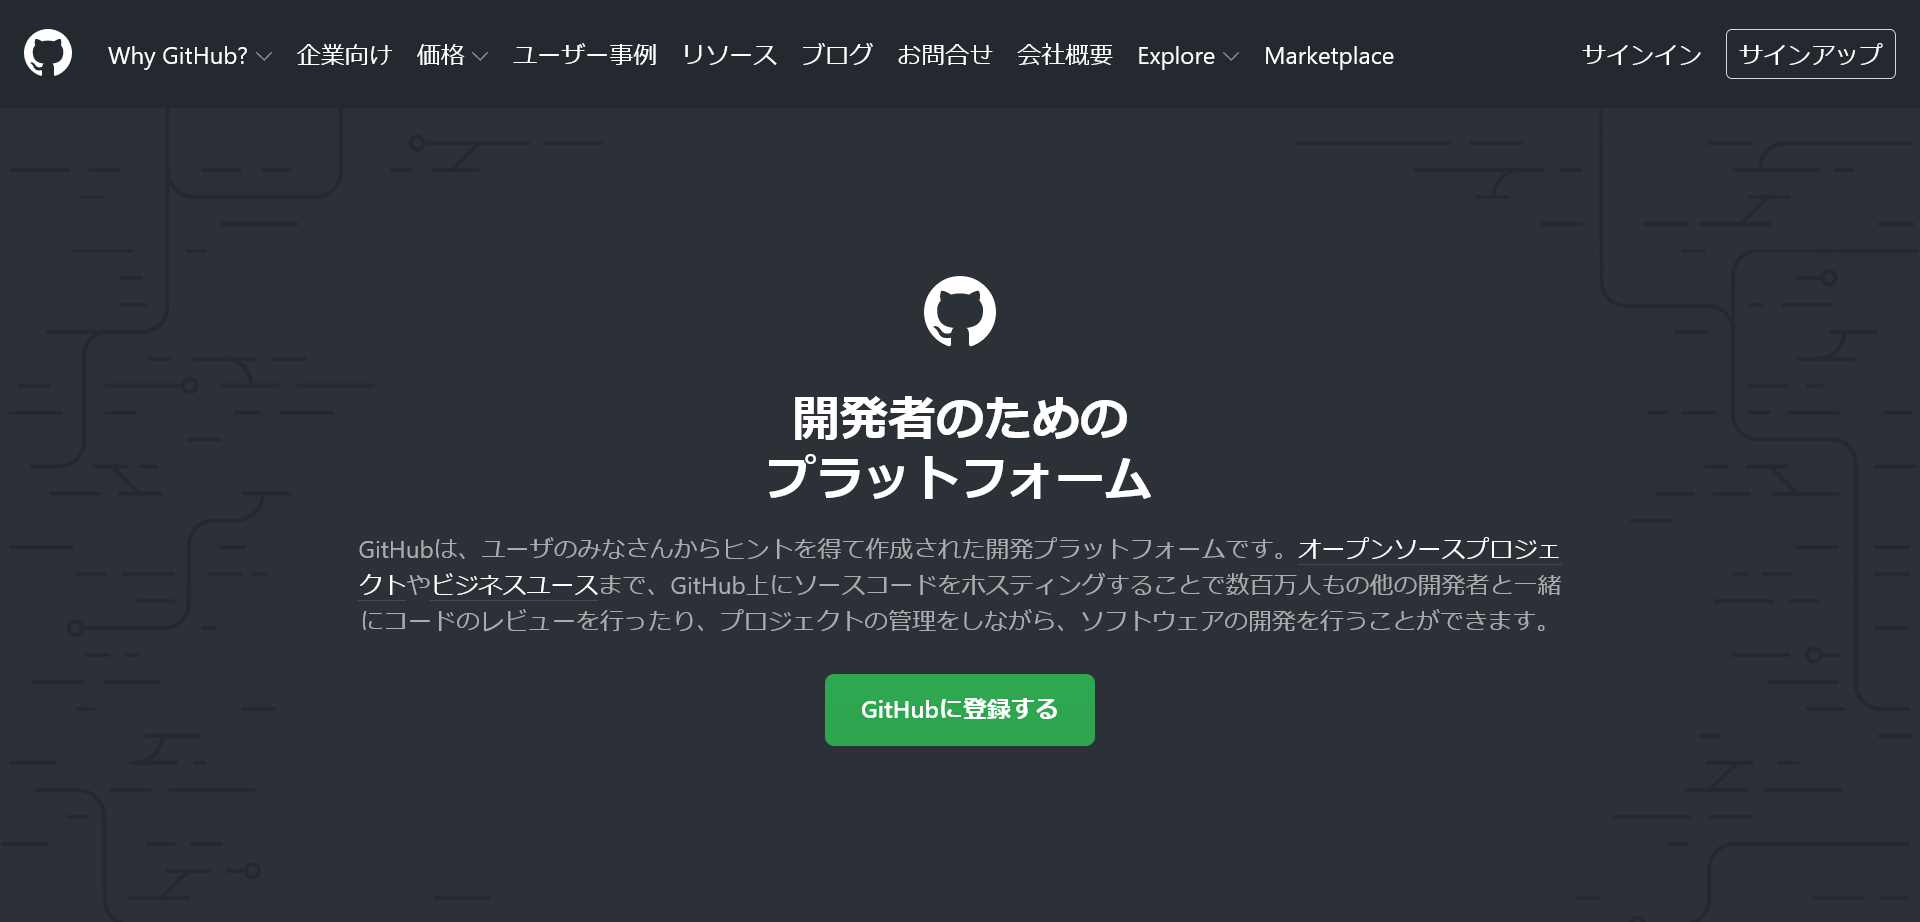 Why GitHub? 企業向け 価格 ユーザー事例 リソース ブログ お問合せ 会社概要 Explore Marketplace サインイン サインアップ
開発者のための
プラットフォーム
GitHubは、ユーザのみなさんからヒントを得て作成された開発プラットフォームです。オープンソースプロジェ
クトやビジネスユースまで、GitHub上にソースコードをホスティングすることで数百万人もの他の開発者と一緒
にコードのレビューを行ったり、プロジェクトの管理をしながら、ソフトウェアの開発を行うことができます。
GitHubに登録する